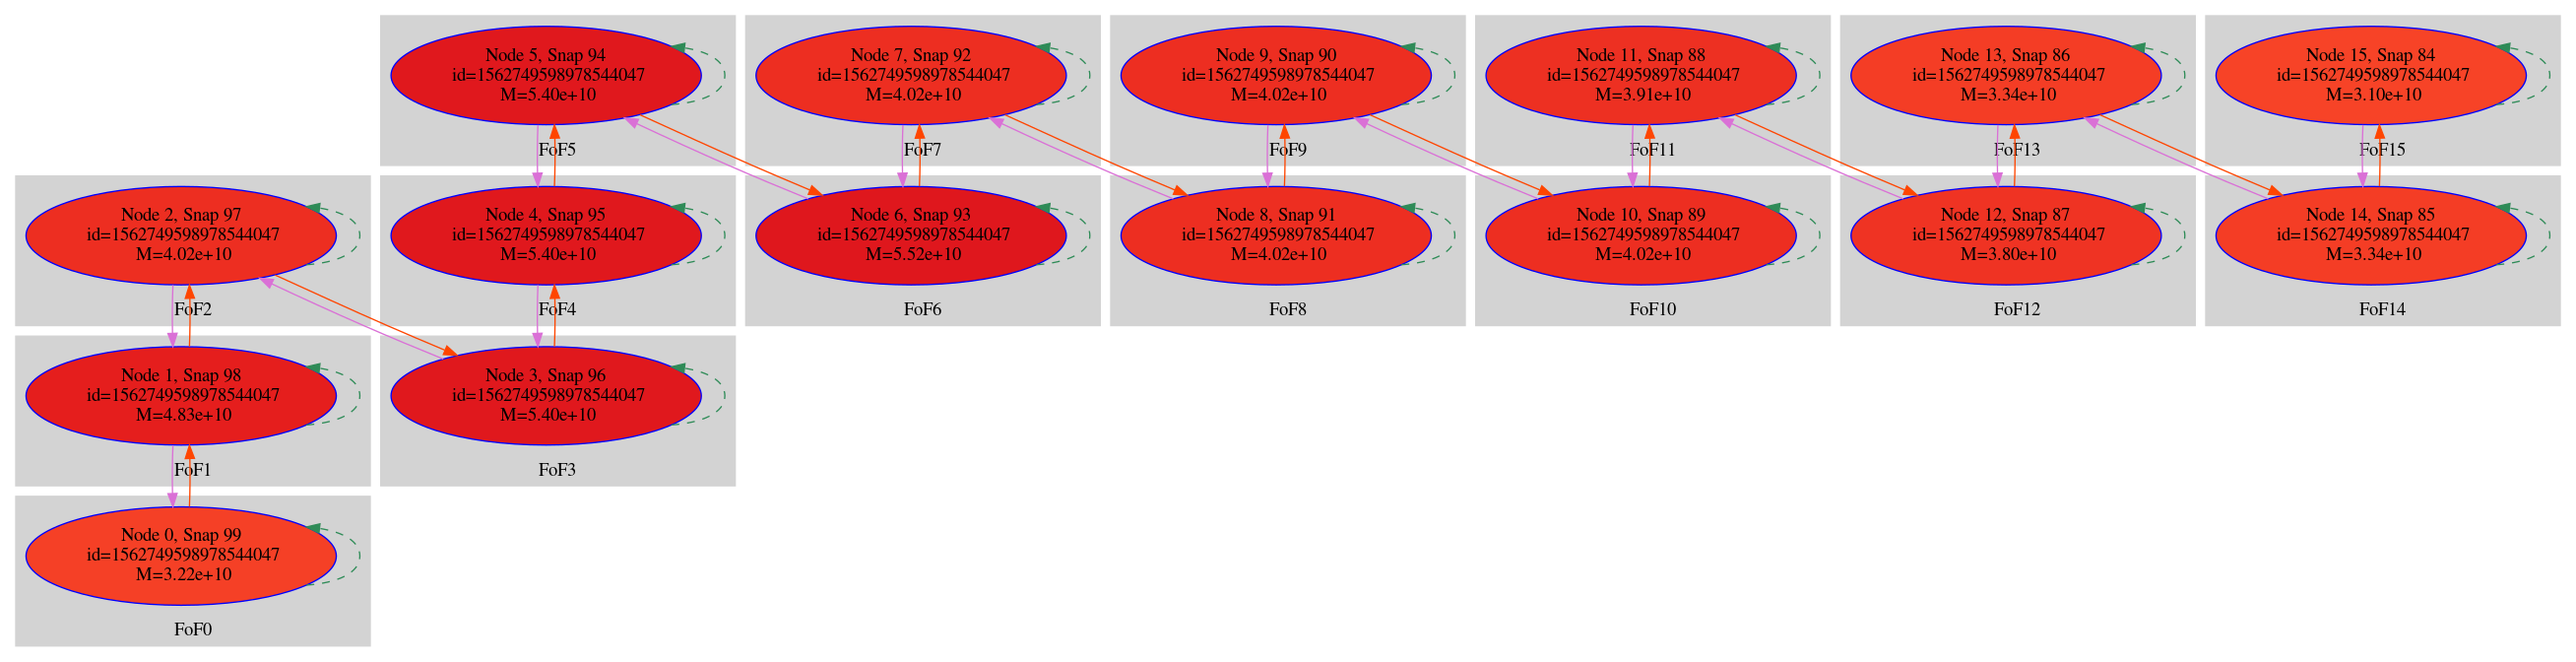 Node 5, Snap 94
id=1562749598978544047
M=5.40e+10
FoF5
Node 7, Snap 92
id=1562749598978544047
M=4.02e+10
FoF7
Node 9, Snap 90
id=1562749598978544047
M=4.02e+10
FoF9
Node 11, Snap 88
id=1562749598978544047
M=3.91e+10
FoF11
Node 13, Snap 86
id=1562749598978544047
M=3.34e+10
FoF13
Node 15, Snap 84
id=1562749598978544047
M=3.10e+10
FoF15
Node 2, Snap 97
id=1562749598978544047
M=4.02e+10
FoF2
Node 4, Snap 95
id=1562749598978544047
M=5.40e+10
FoF4
Node 6, Snap 93
id=1562749598978544047
M=5.52e+10
FoF6
Node 8, Snap 91
id=1562749598978544047
M=4.02e+10
FoF8
Node 10, Snap 89
id=1562749598978544047
M=4.02e+10
FoF10
Node 12, Snap 87
id=1562749598978544047
M=3.80e+10
FoF12
Node 14, Snap 85
id=1562749598978544047
M=3.34e+10
FoF14
Node 1, Snap 98
id=1562749598978544047
M=4.83e+10
FoF1
Node 3, Snap 96
id=1562749598978544047
M=5.40e+10
FoF3
Node 0, Snap 99
id=1562749598978544047
M=3.22e+10
FoF0